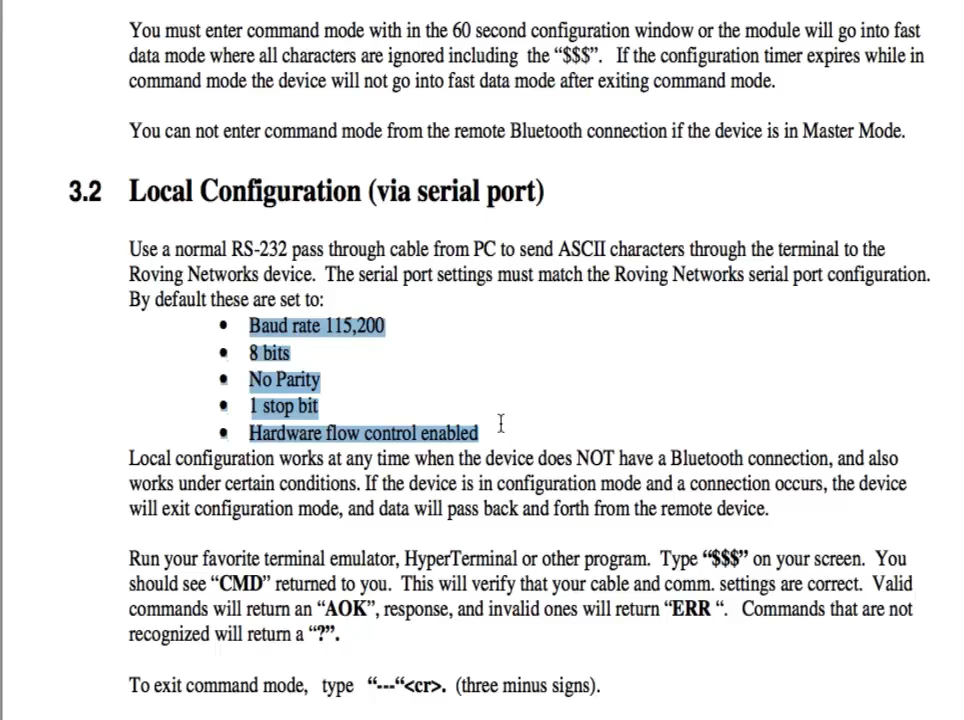 You must enter command mode with in the 60 second configuration window or the module will go into fast
data mode where all characters are ignored including the “$$$”. If the configuration timer expires while in
command mode the device will not go into fast data mode after exiting command mode.
You can not enter command mode from the remote Bluetooth connection if the device is in Master Mode.
3.2 Local Configuration (via serial port)
Use a normal RS-232 pass through cable from PC to send ASCII characters through the terminal to the
Roving Networks device. The serial port settings must match the Roving Networks serial port configuration.
By default these are set to:
• Baud rate 115,200
• 8 bits
• No Parity
• 1 stop bit
• Hardware flow control enabled
Local configuration works at any time when the device does NOT have a Bluetooth connection, and also
works under certain conditions. If the device is in configuration mode and a connection occurs, the device
will exit configuration mode, and data will pass back and forth from the remote device.
Run your favorite terminal emulator, HyperTerminal or other program. Type “$$$” on your screen. You
should see “CMD” returned to you. This will verify that your cable and comm. settings are correct. Valid
commands will return an “AOK”, response, and invalid ones will return “ERR “. Commands that are not
recognized will return a “?”.
To exit command mode, type “---“<cr>. (three minus signs).